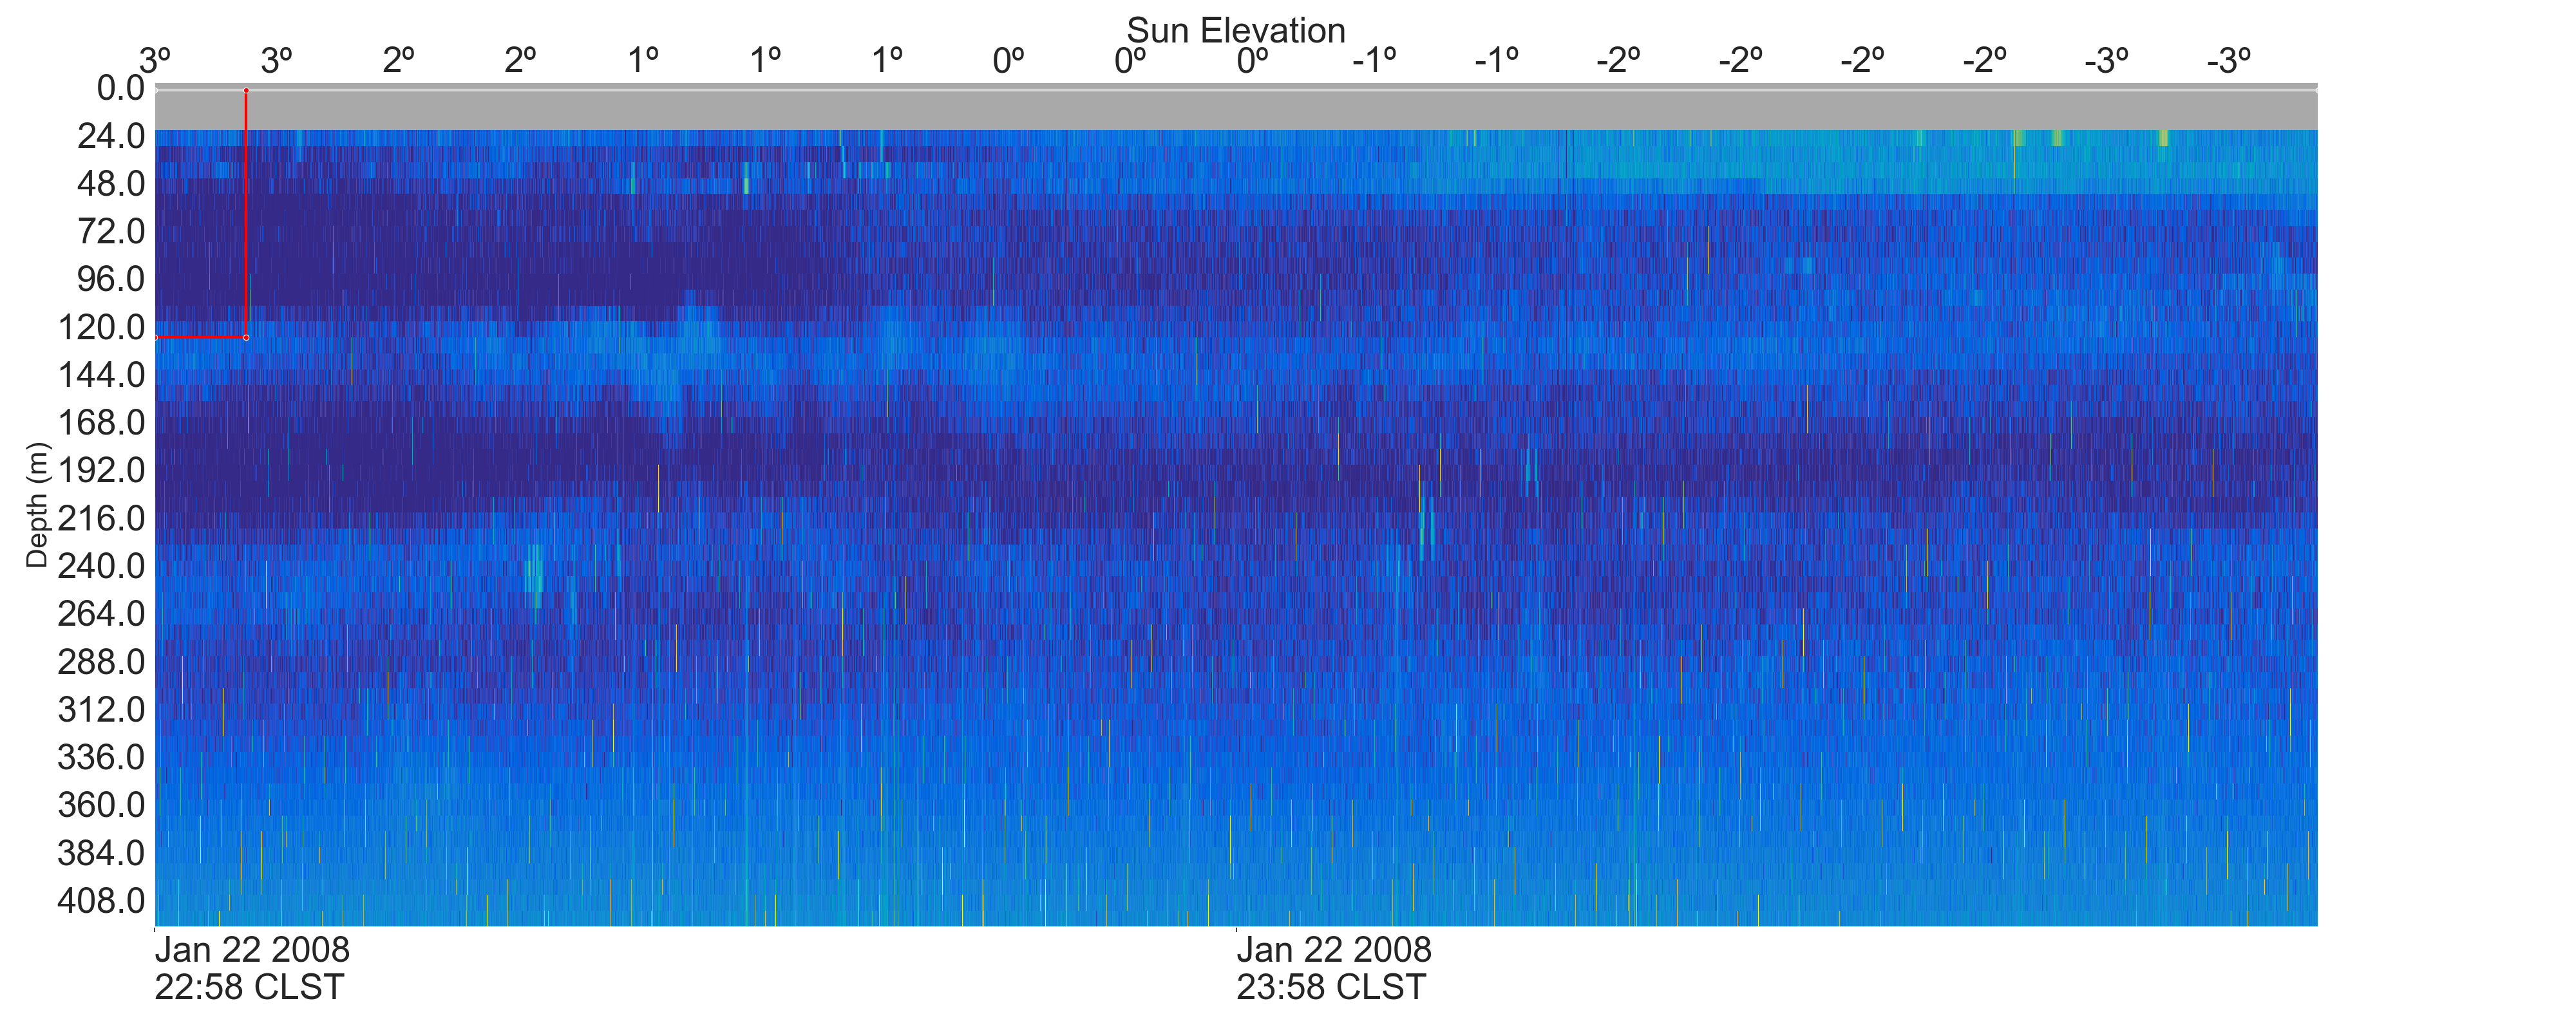 Sun Elevation
3º 3º 2º 2º 1º 1º 1º 0º 0º 0º -1º -1º -2º -2º -2º -2º -3º -3º
0.0
24.0
48.0
72.0
96.0
120.0
144.0
168.0
192.0
216.0
240.0
264.0
288.0
312.0
336.0
360.0
384.0
408.0
Depth (m)
Jan 22 2008
22:58 CLST
Jan 22 2008
23:58 CLST